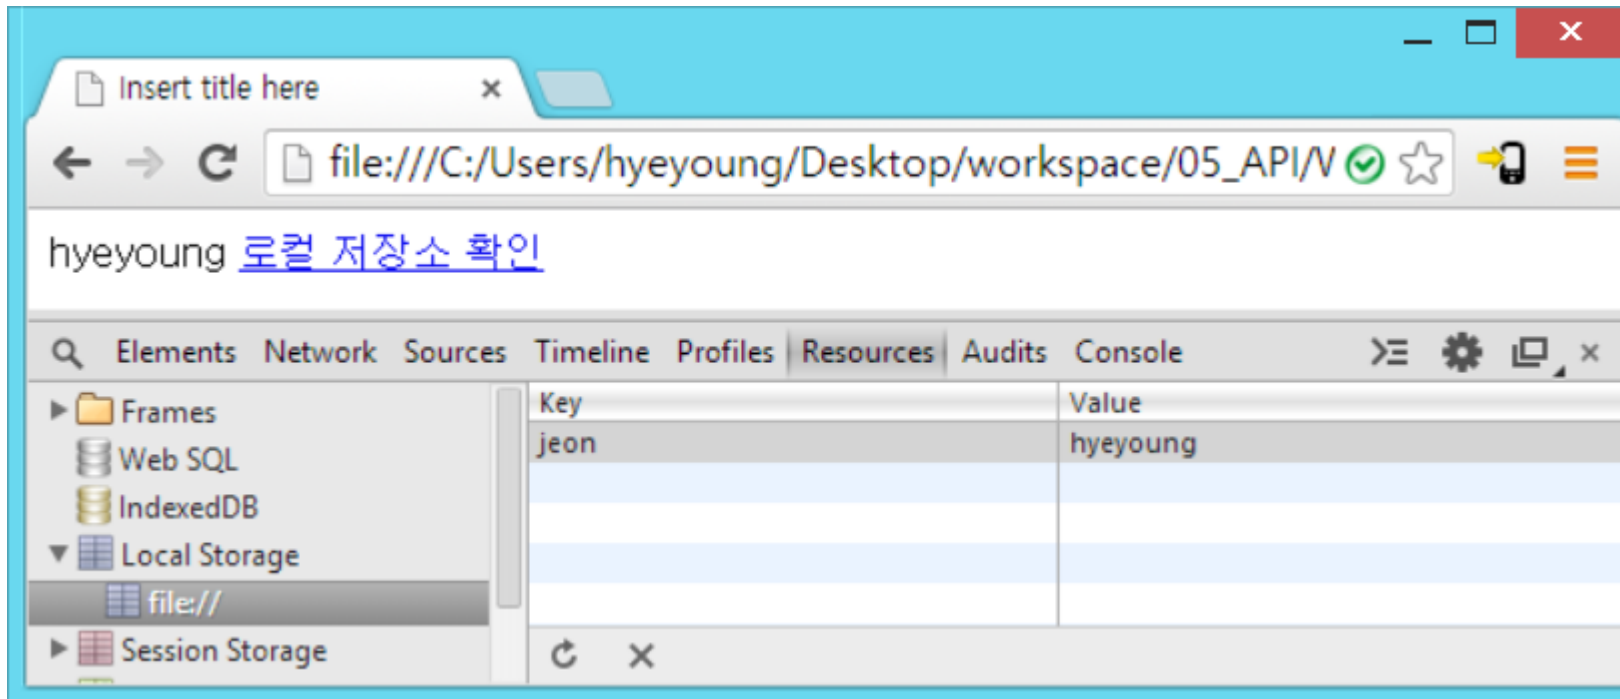 Insert title here
file:///C:/Users/hyeyoung/Desktop/workspace/05_API/V
hyeyoung 로컬 저장소 확인
Elements Network Sources Timeline Profiles Resources Audits Console
Frames
Key Value
Web SQL
jeon hyeyoung
IndexedDB
Local Storage
file://
Session Storage